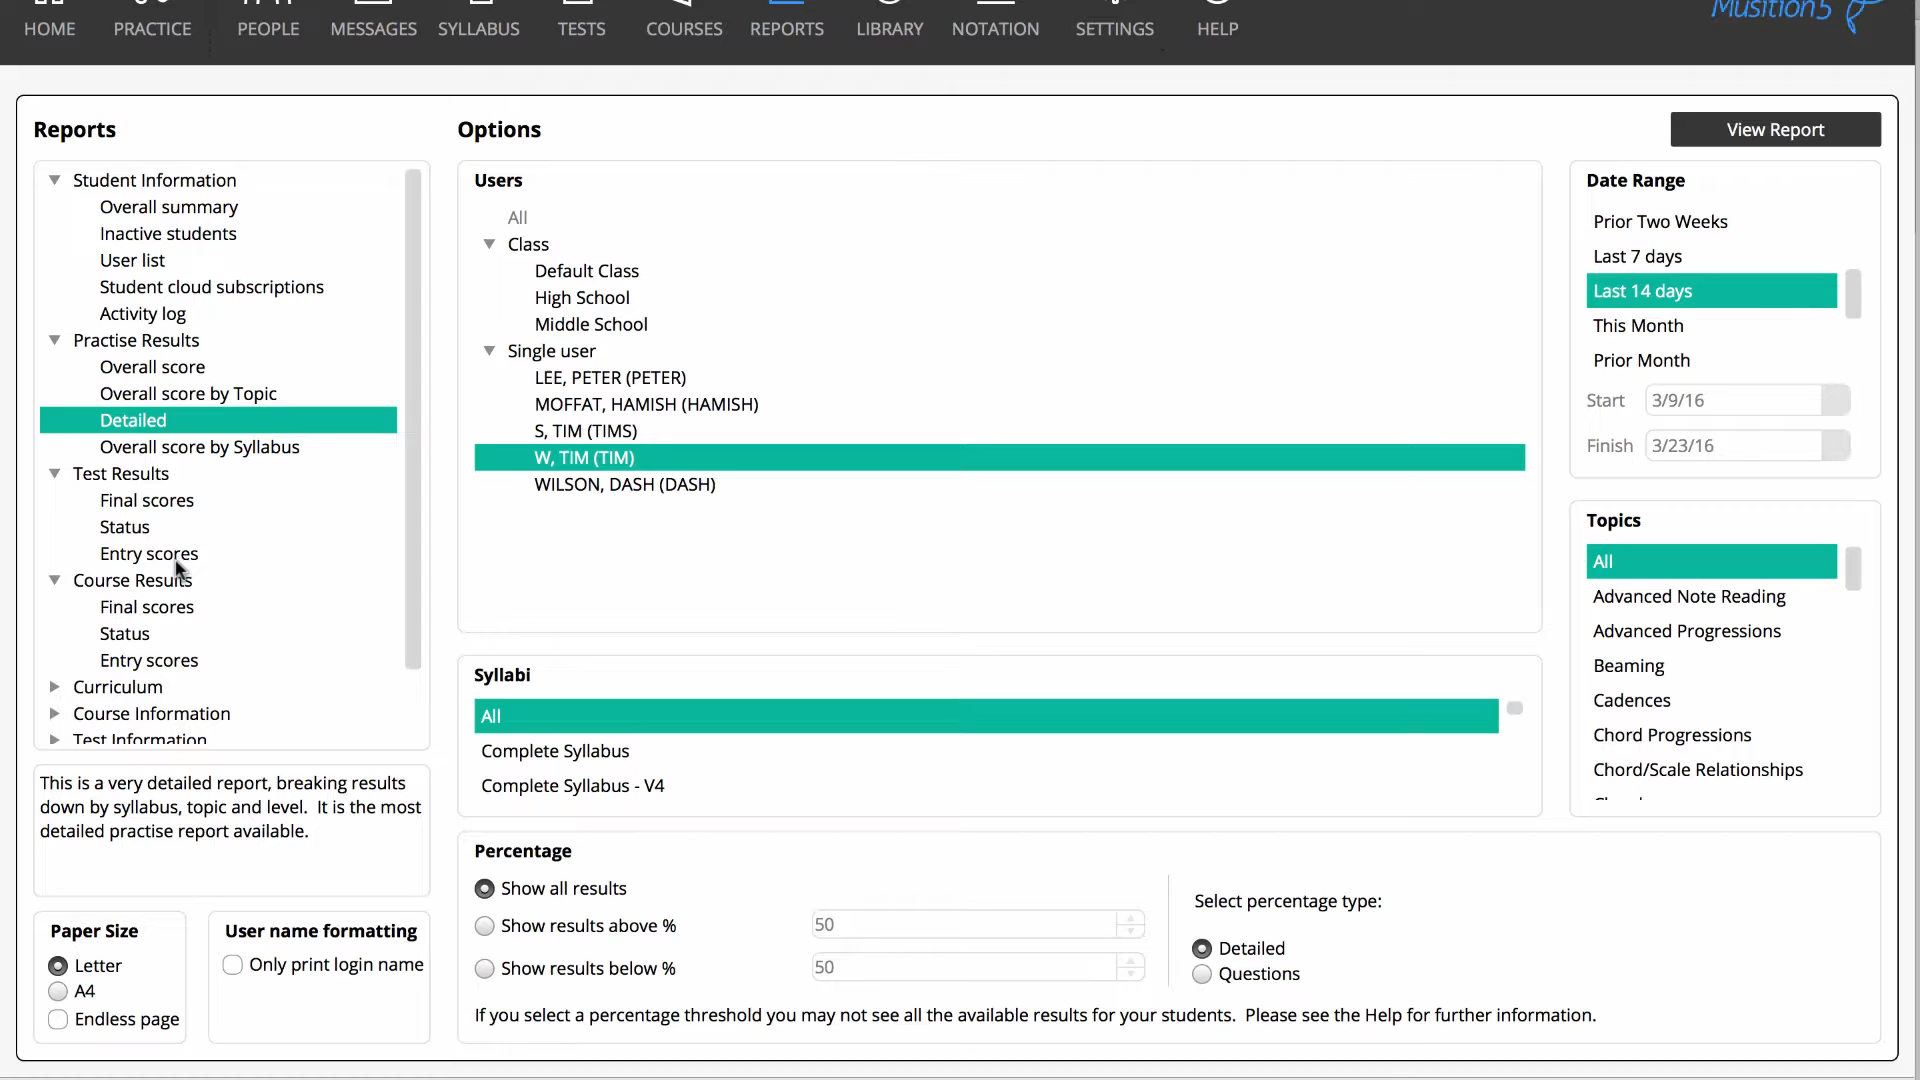 HOME
PRACTICE
PEOPLE
MESSAGES
SYLLABUS
TESTS
COURSES
REPORTS
LIBRARY
NOTATION
SETTINGS
HELP
Musition5
Reports
Student Information
Overall summary
Inactive students
User list
Student cloud subscriptions
Activity log
Practise Results
Overall score
Overall score by Topic
Detailed
Overall score by Syllabus
Test Results
Final scores
Status
Entry scores
Course Results
Final scores
Status
Entry scores
Curriculum
Course Information
Test Information
This is a very detailed report, breaking results
down by syllabus, topic and level.  It is the most
detailed practise report available.
Paper Size
Letter
A4
Endless page
User name formatting
Only print login name
Options
View Report
Users
All
Class
Default Class
High School
Middle School
Single user
LEE, PETER (PETER)
MOFFAT, HAMISH (HAMISH)
S, TIM (TIMS)
W, TIM (TIM)
WILSON, DASH (DASH)
Syllabi
All
Complete Syllabus
Complete Syllabus - V4
Date Range
Prior Two Weeks
Last 7 days
Last 14 days
This Month
Prior Month
Start 3/9/16
Finish 3/23/16
Topics
All
Advanced Note Reading
Advanced Progressions
Beaming
Cadences
Chord Progressions
Chord/Scale Relationships
Percentage
Show all results
Show results above % 50
Show results below % 50
Select percentage type:
Detailed
Questions
If you select a percentage threshold you may not see all the available results for your students.  Please see the Help for further information.